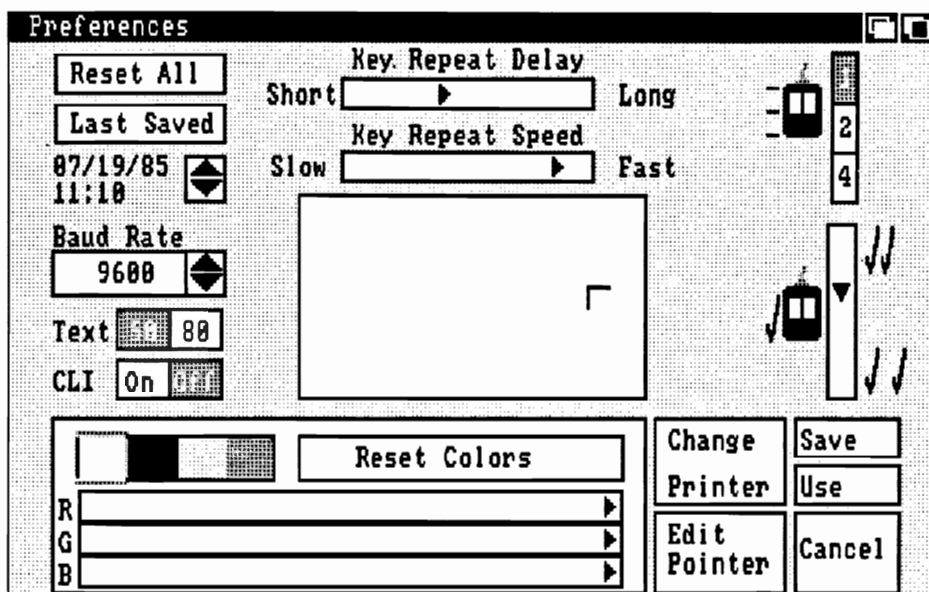 Preferences
Reset All
Last Saved
07/19/85
11:10
Baud Rate
9600
Text 60 80
CLI On Off
Key Repeat Delay
Short Long
Key Repeat Speed
Slow Fast
1
2
4
Reset Colors
R
G
B
Change
Printer
Edit
Pointer
Save
Use
Cancel